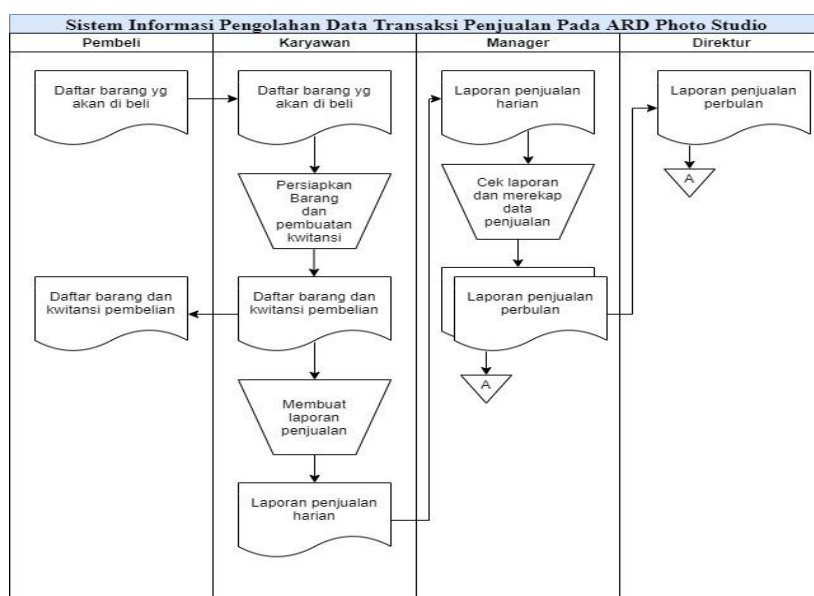 Sistem Informasi Pengolahan Data Transaksi Penjualan Pada ARD Photo Studio
Pembeli
Karyawan
Manager
Direktur
Daftar barang yg
akan di beli
Daftar barang yg
akan di beli
Laporan penjualan
harian
Laporan penjualan
perbulan
Persiapkan
Barang
dan
pembuatan
kwitansi
Cek laporan
dan merekap
data
penjualan
A
Daftar barang dan
kwitansi pembelian
Daftar barang dan
kwitansi pembelian
Laporan penjualan
perbulan
A
Membuat
laporan
penjualan
Laporan penjualan
harian